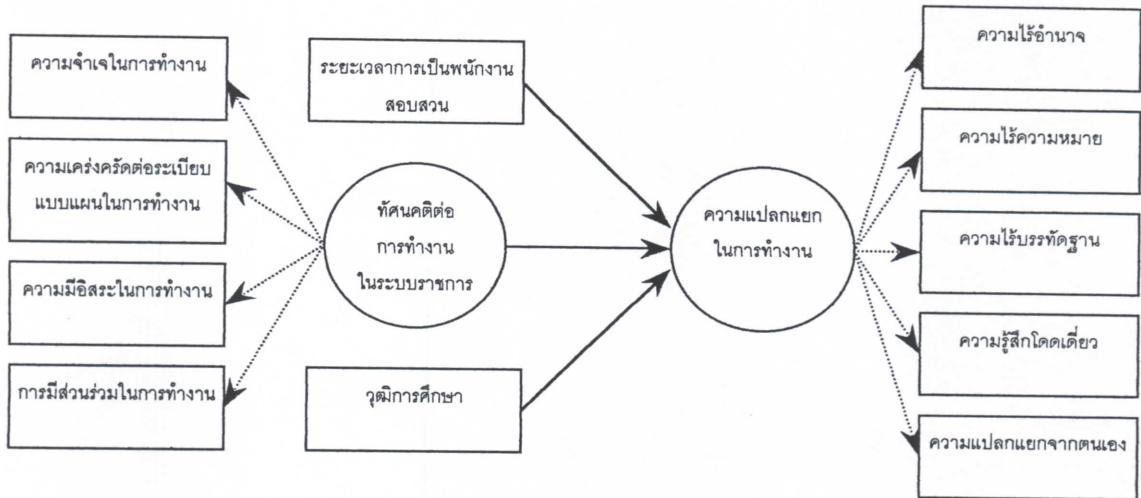 ความจำเจในการทำงาน
ความเคร่งครัดต่อระเบียบ
แบบแผนในการทำงาน
ความมีอิสระในการทำงาน
การมีส่วนร่วมในการทำงาน
ระยะเวลาการเป็นพนักงาน
สอบสวน
ทัศนคติต่อ
การทำงาน
ในระบบราชการ
วุฒิการศึกษา
ความแปลกแยก
ในการทำงาน
ความไร้อำนาจ
ความไร้ความหมาย
ความไร้บรรทัดฐาน
ความรู้สึกโดดเดี่ยว
ความแปลกแยกจากตนเอง